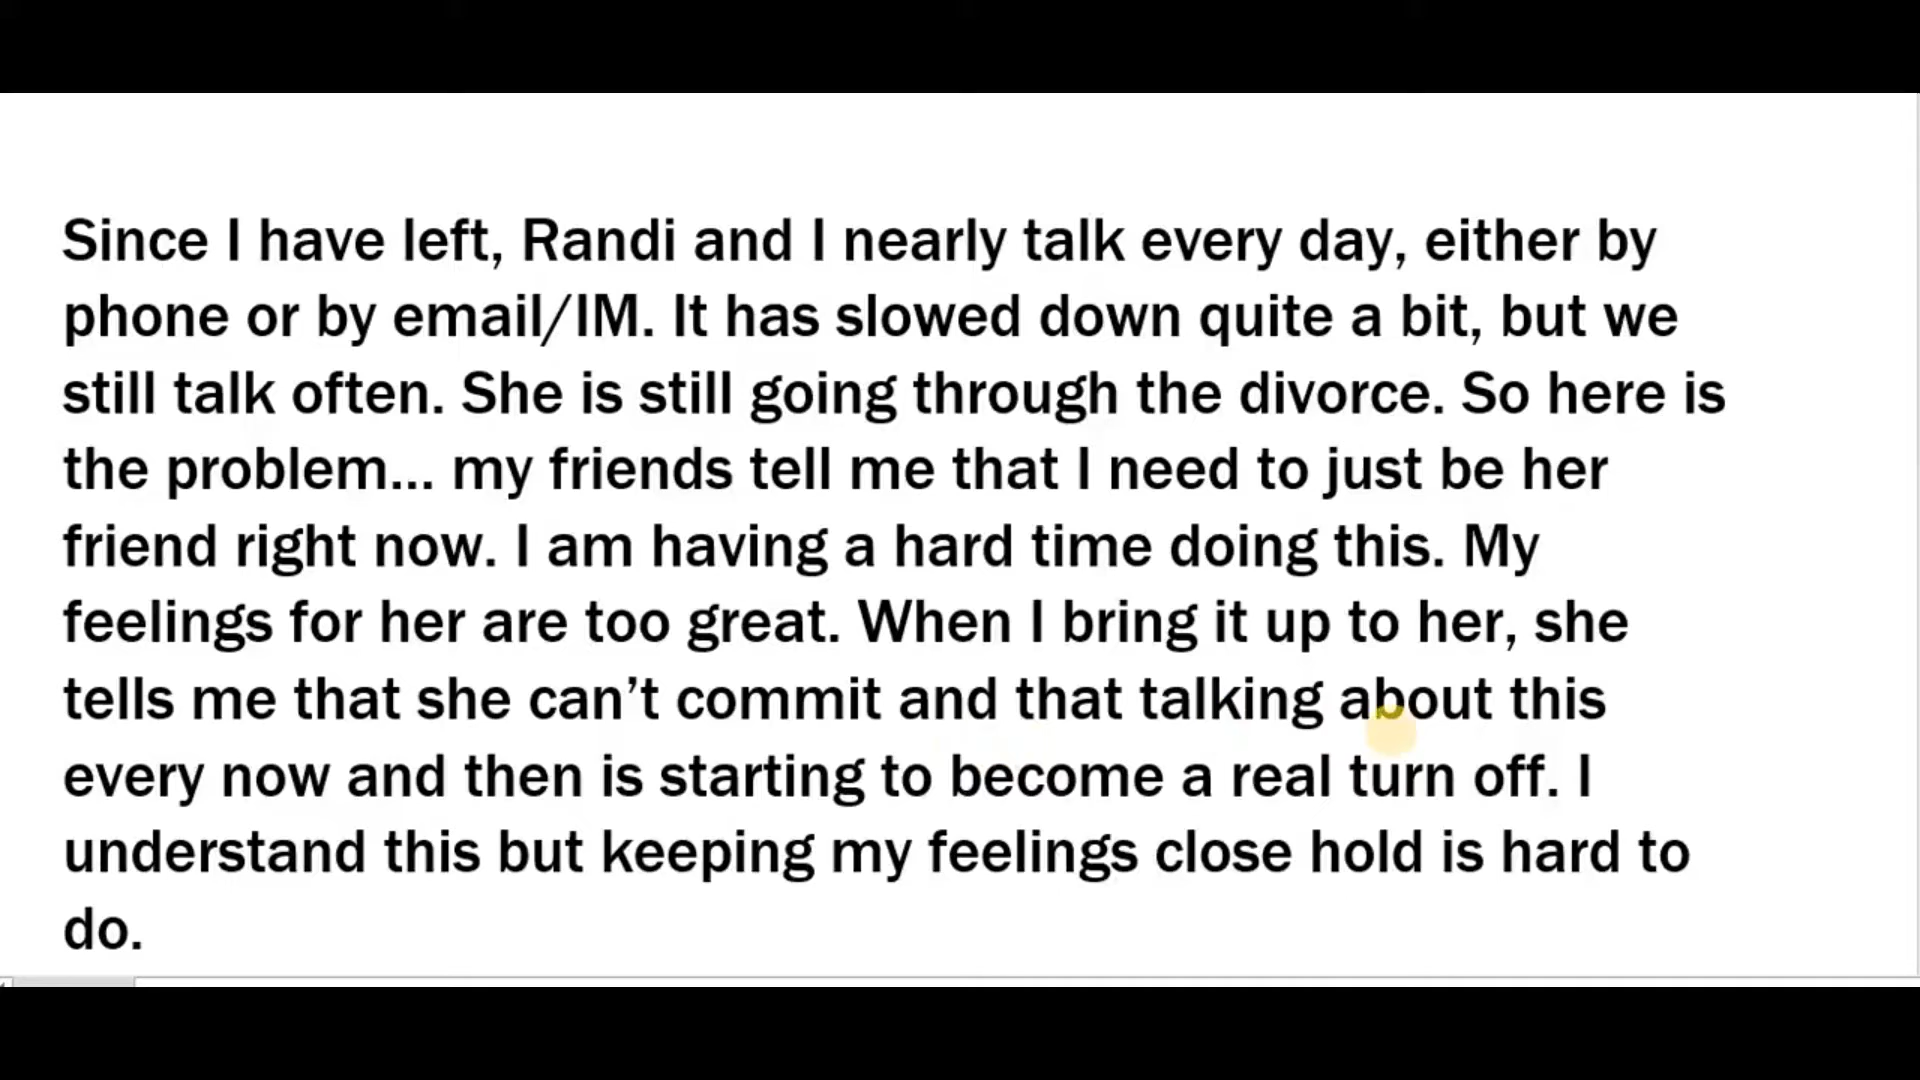 Since I have left, Randi and I nearly talk every day, either by
phone or by email/IM. It has slowed down quite a bit, but we
still talk often. She is still going through the divorce. So here is
the problem... my friends tell me that I need to just be her
friend right now. I am having a hard time doing this. My
feelings for her are too great. When I bring it up to her, she
tells me that she can’t commit and that talking about this
every now and then is starting to become a real turn off. I
understand this but keeping my feelings close hold is hard to
do.